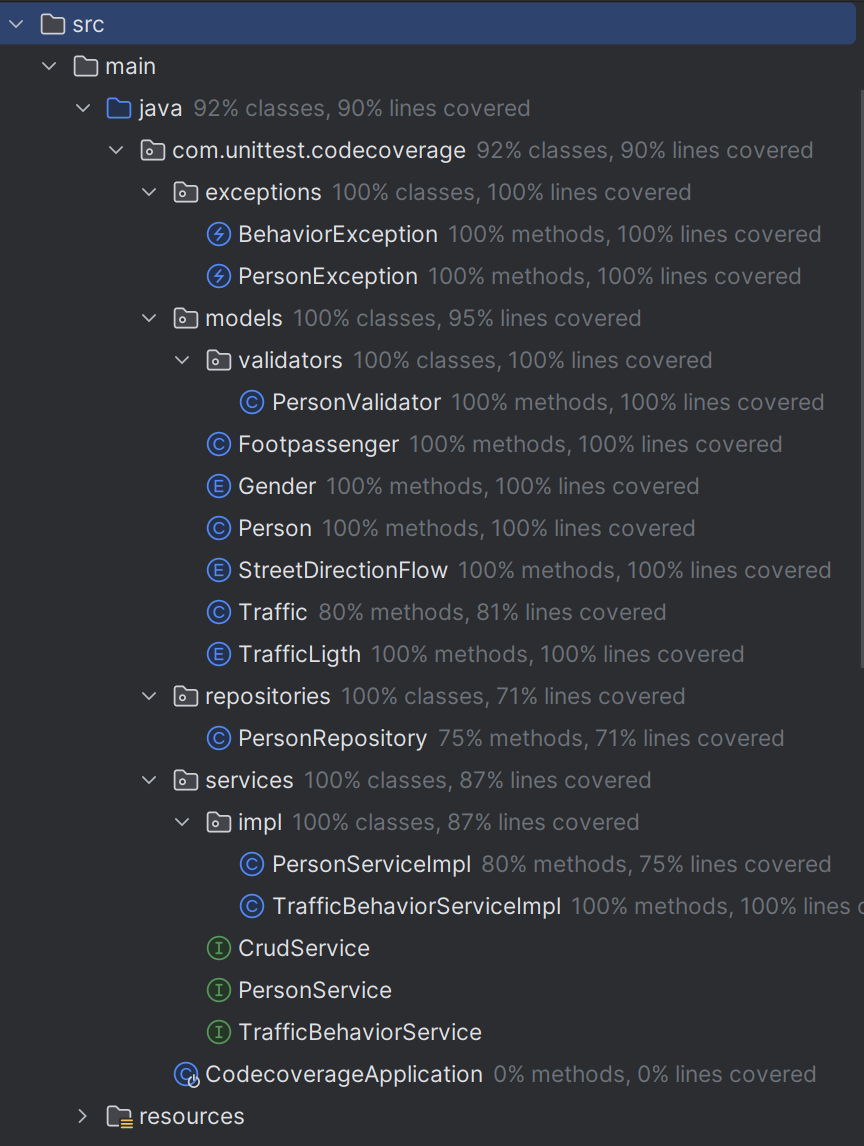 src
main
java 92% classes, 90% lines covered
com.unittest.codecoverage 92% classes, 90% lines covered
exceptions 100% classes, 100% lines covered
BehaviorException 100% methods, 100% lines covered
PersonException 100% methods, 100% lines covered
models 100% classes, 95% lines covered
validators 100% classes, 100% lines covered
PersonValidator 100% methods, 100% lines covered
Footpassenger 100% methods, 100% lines covered
Gender 100% methods, 100% lines covered
Person 100% methods, 100% lines covered
StreetDirectionFlow 100% methods, 100% lines covered
Traffic 80% methods, 81% lines covered
TrafficLigth 100% methods, 100% lines covered
repositories 100% classes, 71% lines covered
PersonRepository 75% methods, 71% lines covered
services 100% classes, 87% lines covered
impl 100% classes, 87% lines covered
PersonServiceImpl 80% methods, 75% lines covered
TrafficBehaviorServiceImpl 100% methods, 100% lines
CrudService
PersonService
TrafficBehaviorService
CodecoverageApplication 0% methods, 0% lines covered
resources